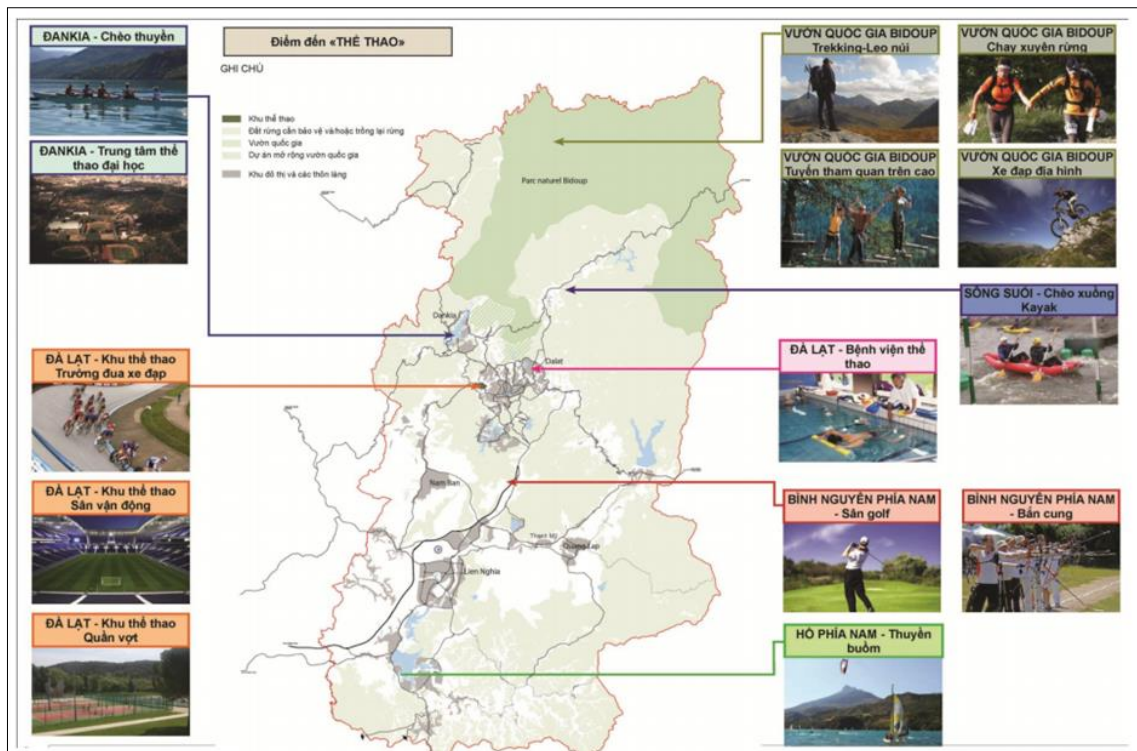 ĐANKIA - Chèo thuyền
ĐANKIA - Trung tâm thể
thao đại học
ĐÀ LẠT - Khu thể thao
Trường đua xe đạp
ĐÀ LẠT - Khu thể thao
Sân vận động
ĐÀ LẠT - Khu thể thao
Quần vợt
Điểm đến «THỂ THAO»
GHI CHÚ
Khu thể thao
Đất rừng cần bảo vệ và/hoặc trồng lại rừng
Vườn quốc gia
Dự án mở rộng vườn quốc gia
Khu đô thị và các thôn làng
Parc naturel Bidoup
Dankia
Dalat
Nam Ban
Thanh Mỹ
Quang Lap
Lien Nghia
VƯỜN QUỐC GIA BIDOUP
Trekking-Leo núi
VƯỜN QUỐC GIA BIDOUP
Chạy xuyên rừng
VƯỜN QUỐC GIA BIDOUP
Tuyến tham quan trên cao
VƯỜN QUỐC GIA BIDOUP
Xe đạp địa hình
SÔNG SUỐI - Chèo xuồng
Kayak
ĐÀ LẠT - Bệnh viện thể
thao
BÌNH NGUYÊN PHÍA NAM
- Sân golf
BÌNH NGUYÊN PHÍA NAM
- Bắn cung
HỒ PHÍA NAM - Thuyền
buồm